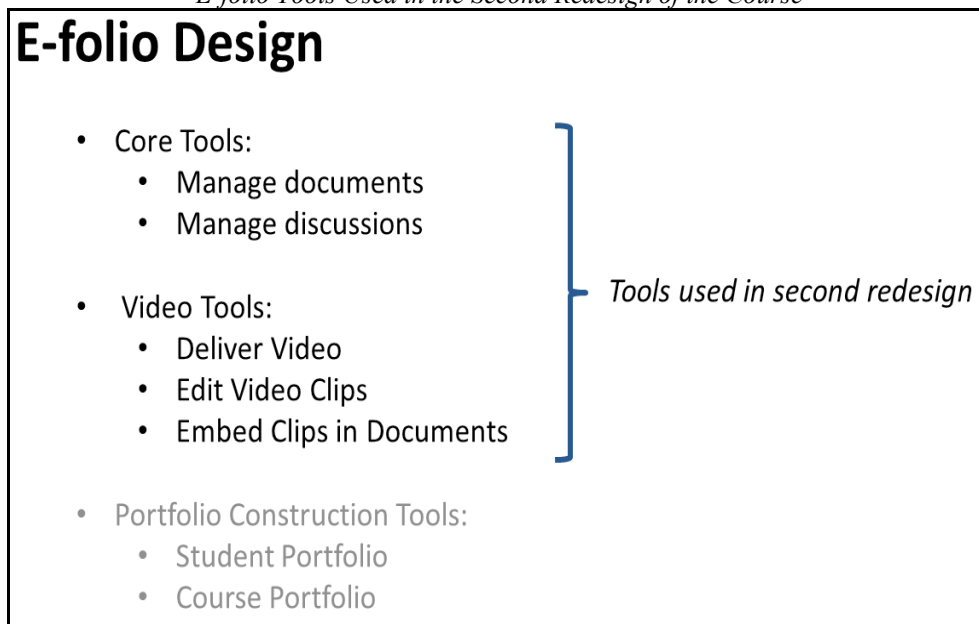 E-folio Tools Used in the Second Redesign of the Course
E-folio Design
• Core Tools:
• Manage documents
• Manage discussions
• Video Tools:
• Deliver Video
• Edit Video Clips
• Embed Clips in Documents
Tools used in second redesign
• Portfolio Construction Tools:
• Student Portfolio
• Course Portfolio